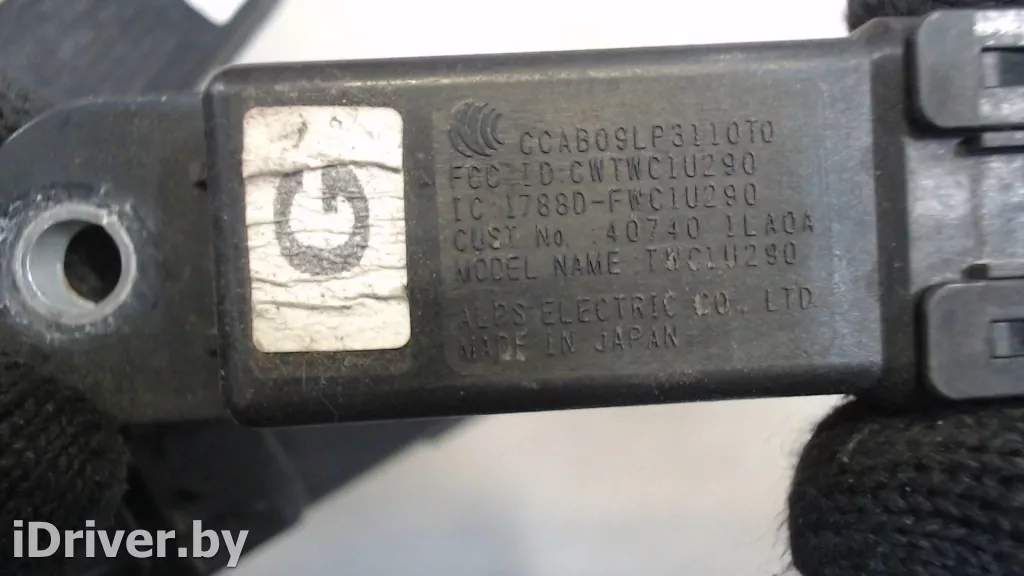 G
CCAB09LP3110T0
FCC ID:CWTWC1U290
IC:1788D-FWC1U290
CUST No. :40740 1LA0A
MODEL NAME:TWC1U290
ALPS ELECTRIC CO., LTD.
MADE IN JAPAN
iDriver.by